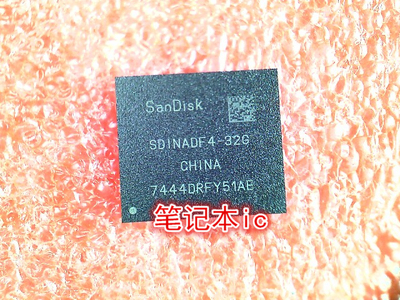 SanDisk
SDINADF4-32G
CHINA
7444DRFY51AE
笔记本ic